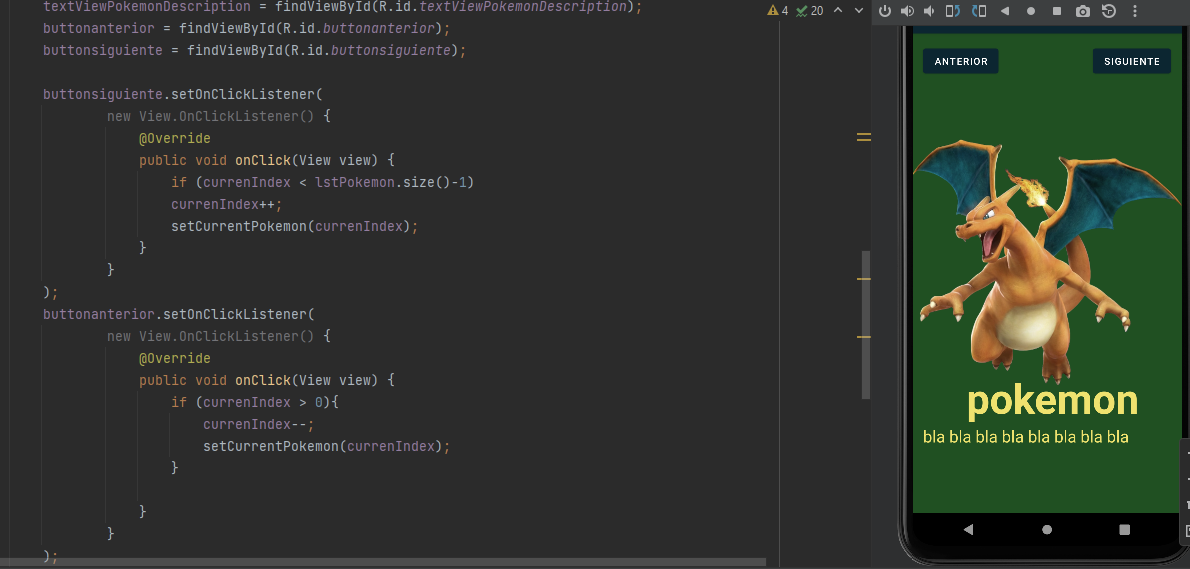 textViewPokemonDescription = findViewById(R.id.textViewPokemonDescription);
buttonanterior = findViewById(R.id.buttonanterior);
buttonsiguiente = findViewById(R.id.buttonsiguiente);
buttonsiguiente.setOnClickListener(
new View.OnClickListener() {
@Override
public void onClick(View view) {
if (currenIndex < lstPokemon.size()-1)
currenIndex++;
setCurrentPokemon(currenIndex);
}
}
);
buttonanterior.setOnClickListener(
new View.OnClickListener() {
@Override
public void onClick(View view) {
if (currenIndex > 0){
currenIndex--;
setCurrentPokemon(currenIndex);
}
}
}
);
4 20
ANTERIOR SIGUIENTE
pokemon
bla bla bla bla bla bla bla bla